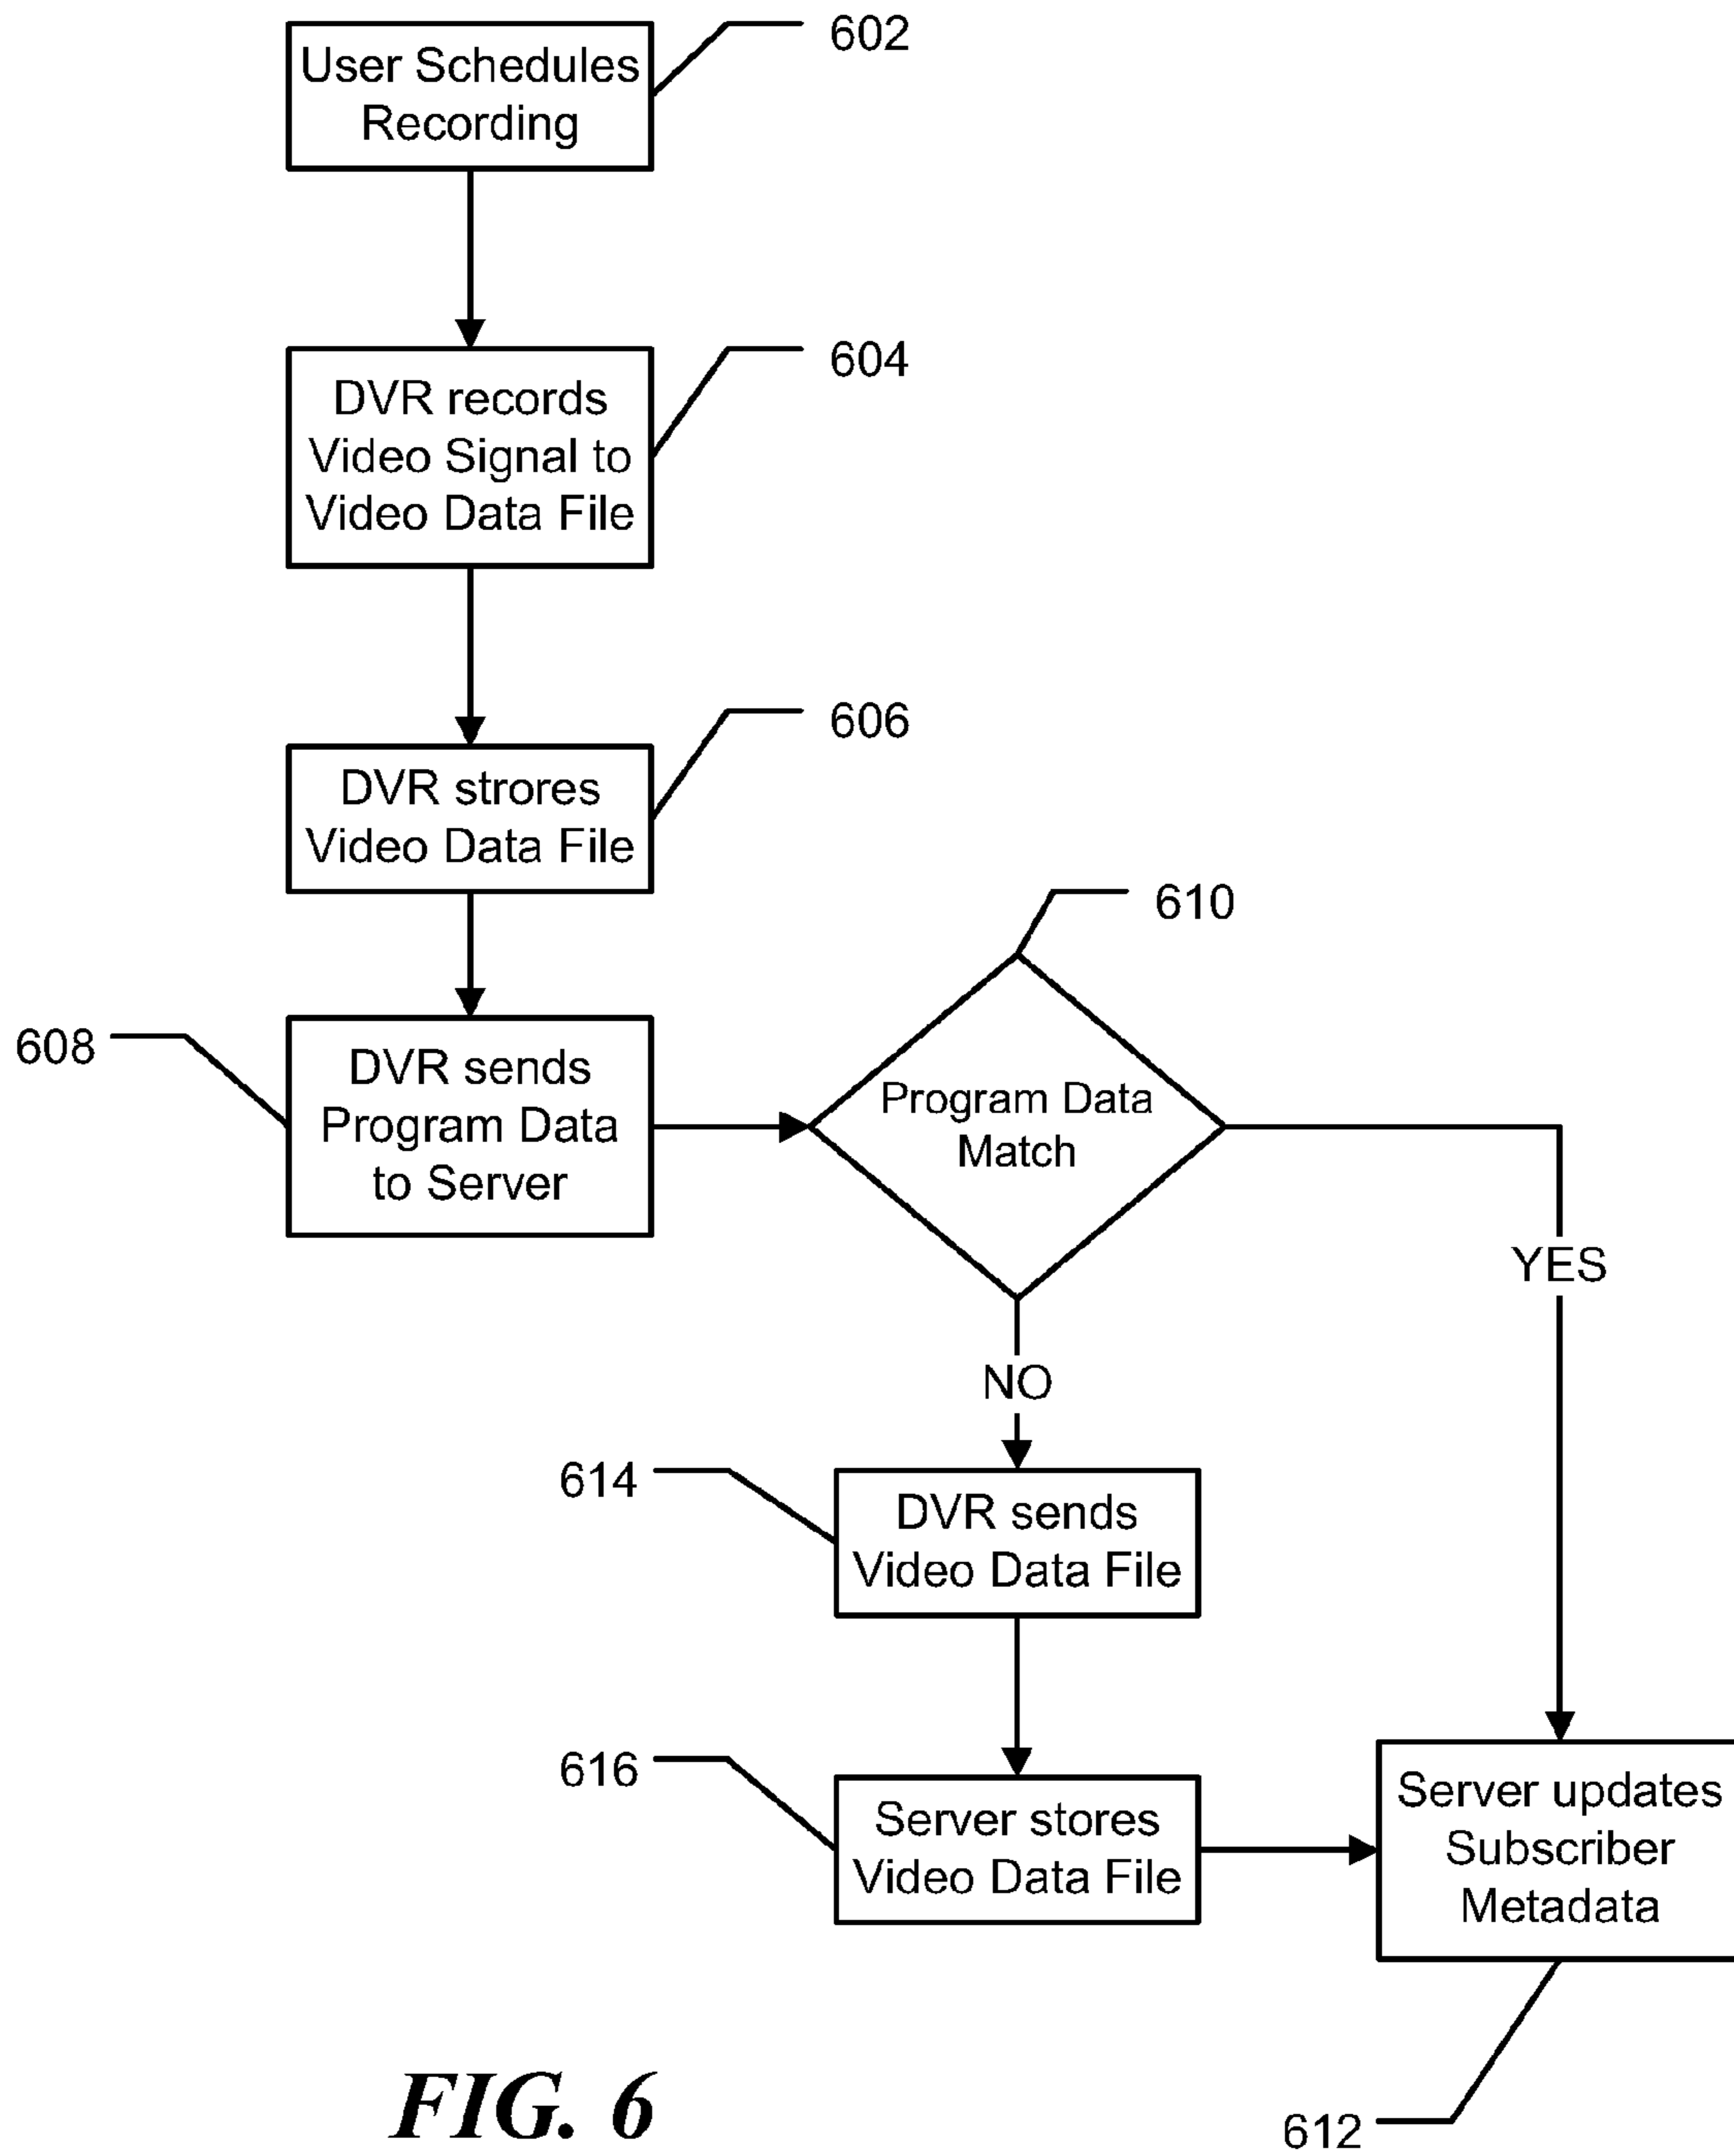 602
User Schedules
Recording
604
DVR records
Video Signal to
Video Data File
606
DVR strores
Video Data File
610
608
DVR sends
Program Data
to Server
Program Data
Match
YES
NO
614
DVR sends
Video Data File
616
Server stores
Video Data File
Server updates
Subscriber
Metadata
FIG. 6
612